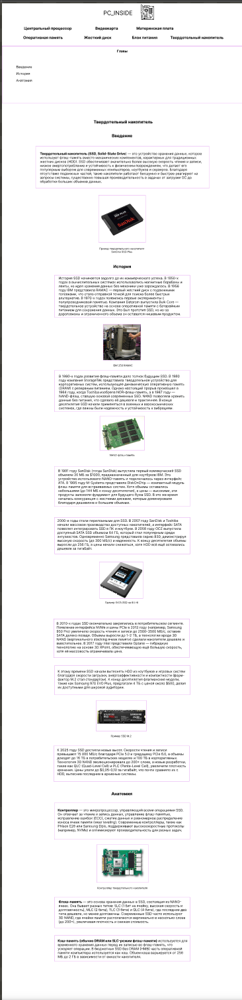 PC_INSIDE
Центральный процессор Видеокарта Материнская плата
Оперативная память Жесткий диск Блок питания Твердотельный накопитель
Главы
Введение
История
Анатомия
Твердотельный накопитель
Введение
Твердотельный накопитель (SSD, Solid-State Drive) — это устройство хранения данных, которое
использует флэш-память вместо механических компонентов, характерных для традиционных
жестких дисков (HDD). SSD обеспечивает значительно более высокую скорость чтения и записи,
низкое энергопотребление и устойчивость к физическим повреждениям, что делает его
популярным выбором для современных компьютеров, ноутбуков и серверов. Благодаря
отсутствию подвижных частей, такие накопители работают бесшумно и быстрее реагируют на
запросы системы, существенно повышая производительность в задачах от загрузки ОС до
обработки больших объемов данных.
SanDisk
Пример твердотельного накопителя
SanDisk SSD Plus
История
История SSD начинается задолго до их коммерческого успеха. В 1950-х
годах в вычислительных системах использовались магнитные барабаны и
ленты, но идея хранения данных без механики уже зарождалась. В 1956
году IBM представила RAMAC — первый жесткий диск с подвижными
головками, что стало отправной точкой для поиска более быстрых
альтернатив. В 1970-х годах появились первые эксперименты с
полупроводниковой памятью. Компания Dataram выпустила Bulk Core —
твердотельное устройство на основе оперативной памяти с батарейным
питанием для сохранения данных. Это был прототип SSD, но из-за
дороговизны и ограниченного объема он оставался нишевым продуктом.
IBM 350 RAMAC
В 1980-х годах развитие флэш-памяти дало толчок будущим SSD. В 1980
году компания StorageTek представила твердотельное устройство для
корпоративных систем, использующее динамическую оперативную память
(DRAM) с резервным питанием. Однако настоящий прорыв произошел в
1984 году, когда Toshiba изобрела NOR-флэш-память, а в 1987 году —
NAND-флэш, ставшую основой современных SSD. NAND позволяла хранить
данные без питания, что сделало её дешевле и практичнее. В конце
десятилетия SSD начали применяться в военных и аэрокосмических
системах, где важны были надежность и устойчивость к вибрациям.
NAND-флэш-память
В 1991 году SanDisk (тогда SunDisk) выпустила первый коммерческий SSD
объемом 20 МБ за $1000, предназначенный для ноутбуков IBM. Это
устройство использовало NAND-память и подключалось через интерфейс
ATA. В 1995 году M-Systems представила DiskOnChip — компактный модуль
флэш-памяти для встраиваемых систем. Хотя объемы оставались
небольшими (до 144 МБ к концу десятилетия), а цены — высокими, эти
продукты заложили фундамент для будущего бума SSD. В это же время
началась конкуренция с жесткими дисками, которые доминировали
благодаря дешевизне и большим объемам.
2000-е годы стали переломными для SSD. В 2007 году SanDisk и Toshiba
начали массовое производство доступных накопителей, а интерфейс SATA
позволил интегрировать SSD в ПК и ноутбуки. В 2008 году OCZ выпустила
доступный SATA SSD объемом 64 ГБ, который стал популярным среди
энтузиастов. Одновременно Samsung представила серию 830, демонстрируя
высокую скорость (до 300 МБ/с) и надежность. К концу десятилетия объемы
выросли до 256 ГБ, а цены начали снижаться, хотя HDD всё ещё оставались
дешевле за гигабайт.
Пример SATA SSD на 64 гб
В 2010-х годах SSD окончательно закрепились в потребительском сегменте.
Появление интерфейса NVMe и шины PCIe в 2013 году (например, Samsung
950 Pro) увеличило скорость чтения и записи до 2500–3500 МБ/с, оставив
SATA далеко позади. Объемы выросли до 1–2 ТБ, а технологии вроде 3D
NAND (вертикального stacking ячеек памяти) сделали накопители дешевле и
вместительнее. В 2017 году Intel представила Optane — гибридную
технологию на основе 3D XPoint, обеспечивающую ещё большую скорость,
хотя её массовость ограничивала цена.
К этому времени SSD начали вытеснять HDD из ноутбуков и игровых систем
благодаря скорости загрузки, энергоэффективности и компактности (форм-
фактор M.2 стал стандартом). К концу десятилетия флагманские модели,
такие как Samsung 970 EVO Plus, предлагали 4 ТБ с ценой около $500, делая
их доступными для широкой аудитории.
Пример SSD M.2
К 2025 году SSD достигли новых высот. Скорости чтения и записи
превышают 15 000 МБ/с благодаря PCIe 5.0 и грядущему PCIe 6.0, а объемы
доходят до 16 ТБ в потребительских моделях и 100 ТБ в корпоративных.
Технология 3D NAND эволюционировала до 200+ слоев, а новые разработки,
такие как QLC (Quad-Level Cell) и PLC (Penta-Level Cell), увеличили плотность
хранения. Цены упали до $0,05–0,10 за гигабайт, что почти сравняло их с
HDD, вытеснив последние в архивные системы.
Анатомия
Контроллер — это микропроцессор, управляющий всеми операциями SSD.
Он отвечает за чтение и запись данных, управление флэш-памятью,
исправление ошибок (ECC), сжатие данных и равномерное распределение
износа ячеек памяти (wear leveling). Современные контроллеры, такие как
Phison E26 или Samsung Elpis, поддерживают высокоскоростные протоколы
(например, NVMe) и оптимизируют производительность для разных задач.
Контроллер твердотельного накопителя
Флэш-память — это основа хранения данных в SSD, состоящая из NAND-
ячеек. Она бывает разных типов: SLC (1 бит на ячейку, высокая скорость и
долговечность), MLC (2 бита), TLC (3 бита) и QLC (4 бита), где последние два
типа дешевле, но менее долговечны. Современные SSD часто используют
3D NAND, где ячейки памяти располагаются вертикально в несколько слоев
(до 200+), увеличивая плотность и снижая стоимость.
Кэш-память (обычно DRAM или SLC-режим флэш-памяти) используется для
временного хранения данных перед их записью во флэш-память, что
ускоряет операции. В бюджетных SSD без DRAM (HMB) часть оперативной
памяти компьютера используется как кэш. Объем кэша варьируется от 256
МБ до 2 ГБ в зависимости от емкости накопителя.